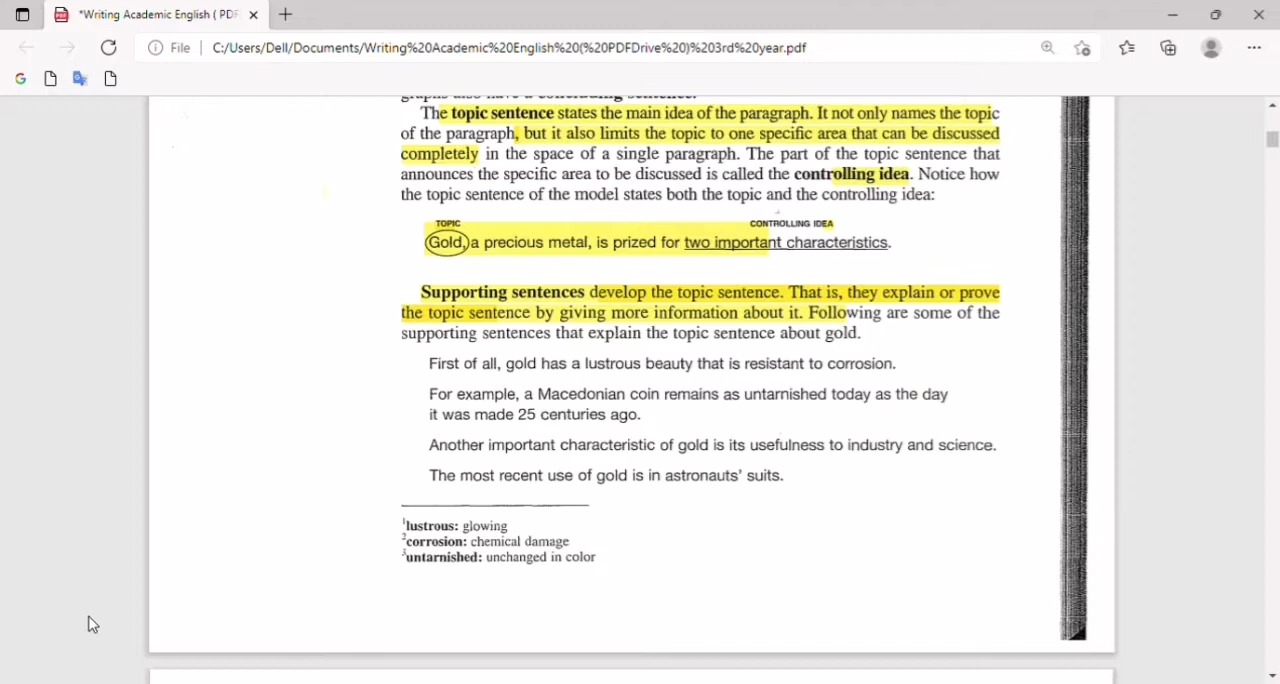 *Writing Academic English ( PDF
File
C:/Users/Dell/Documents/Writing%20Academic%20English%20(%20PDFDrive%20)%203rd%20year.pdf
The topic sentence states the main idea of the paragraph. It not only names the topic
of the paragraph, but it also limits the topic to one specific area that can be discussed
completely in the space of a single paragraph. The part of the topic sentence that
announces the specific area to be discussed is called the controlling idea. Notice how
the topic sentence of the model states both the topic and the controlling idea:
TOPIC CONTROLLING IDEA
Gold, a precious metal, is prized for two important characteristics.
Supporting sentences develop the topic sentence. That is, they explain or prove
the topic sentence by giving more information about it. Following are some of the
supporting sentences that explain the topic sentence about gold.
First of all, gold has a lustrous beauty that is resistant to corrosion.
For example, a Macedonian coin remains as untarnished today as the day
it was made 25 centuries ago.
Another important characteristic of gold is its usefulness to industry and science.
The most recent use of gold is in astronauts' suits.
1lustrous: glowing
2corrosion: chemical damage
3untarnished: unchanged in color